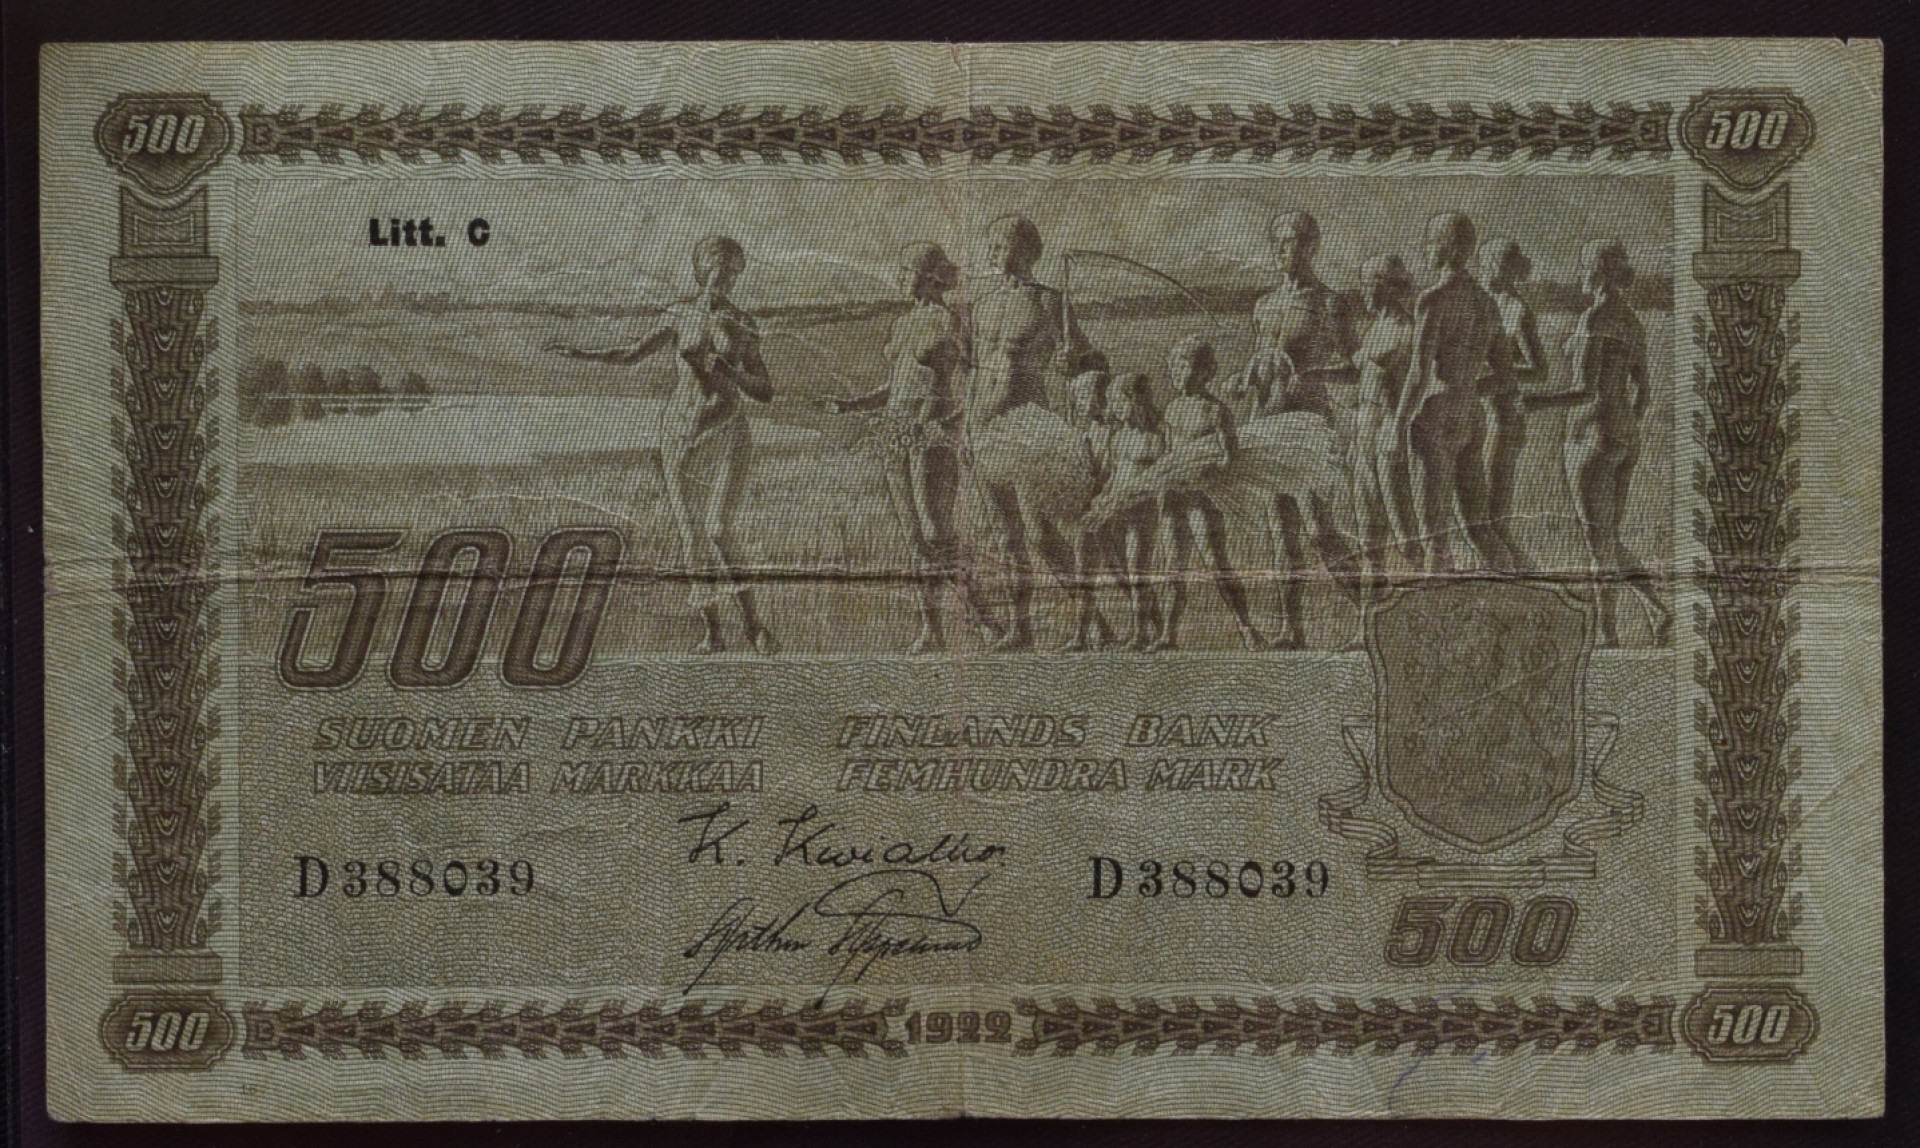 500 500
Litt. C
500
SUOMEN PANKKI FINLANDS BANK
VIISISATAA MARKKAA FEMHUNDRA MARK
K.
D388039 D388039
500
500 1922 500